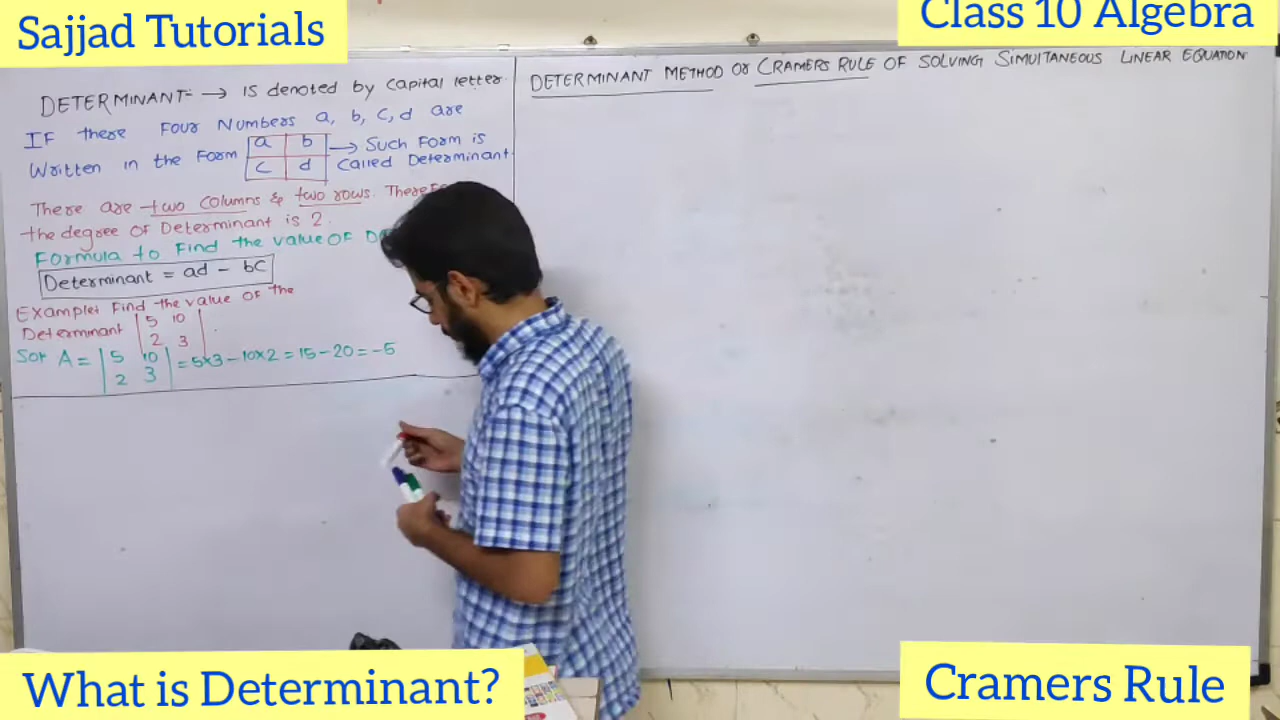 Sajjad Tutorials
Class 10 Algebra
DETERMINANT:- → is denoted by capital letter.
If there Four Numbers a, b, c, d are
Written in the Form a b → Such Form is
c d Called Determinant.
There are two columns & two rows. There
the degree of Determinant is 2.
Formula to Find the value of
Determinant = ad - bc
Example: Find the value of the
Determinant | 5 10 |
2 3
Sol^n A = | 5 10 | = 5x3 - 10x2 = 15 - 20 = -5
2 3
DETERMINANT METHOD or CRAMERS RULE OF SOLVING SIMULTANEOUS LINEAR EQUATION
What is Determinant?
Cramers Rule